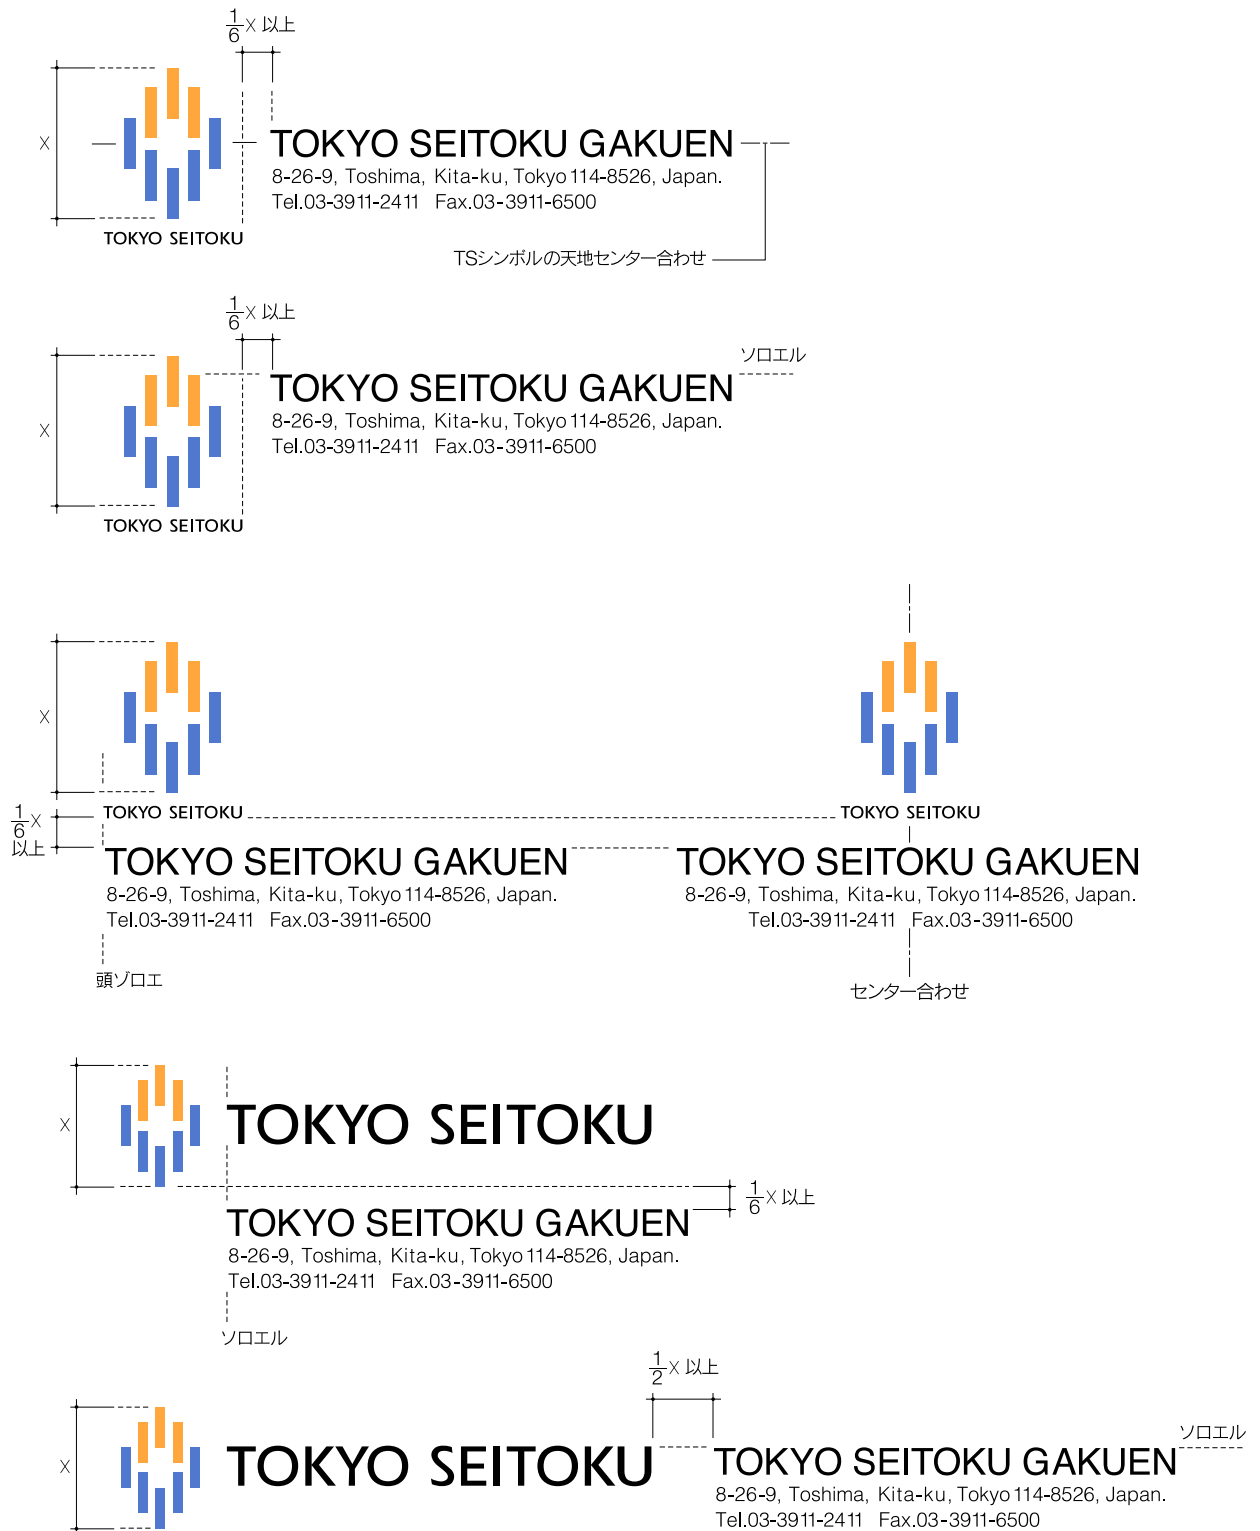 1/6 X 以上
X
TOKYO SEITOKU GAKUEN
8-26-9, Toshima, Kita-ku, Tokyo 114-8526, Japan.
Tel.03-3911-2411 Fax.03-3911-6500
TOKYO SEITOKU
TSシンボルの天地センター合わせ
1/6 X 以上
ソロエル
X
TOKYO SEITOKU GAKUEN
8-26-9, Toshima, Kita-ku, Tokyo 114-8526, Japan.
Tel.03-3911-2411 Fax.03-3911-6500
TOKYO SEITOKU
X
TOKYO SEITOKU
TOKYO SEITOKU
1/6 X
以上
TOKYO SEITOKU GAKUEN
8-26-9, Toshima, Kita-ku, Tokyo 114-8526, Japan.
Tel.03-3911-2411 Fax.03-3911-6500
TOKYO SEITOKU GAKUEN
8-26-9, Toshima, Kita-ku, Tokyo 114-8526, Japan.
Tel.03-3911-2411 Fax.03-3911-6500
頭ゾロエ
センター合わせ
X
TOKYO SEITOKU
1/6 X 以上
TOKYO SEITOKU GAKUEN
8-26-9, Toshima, Kita-ku, Tokyo 114-8526, Japan.
Tel.03-3911-2411 Fax.03-3911-6500
ソロエル
1/2 X 以上
ソロエル
X
TOKYO SEITOKU
TOKYO SEITOKU GAKUEN
8-26-9, Toshima, Kita-ku, Tokyo 114-8526, Japan.
Tel.03-3911-2411 Fax.03-3911-6500